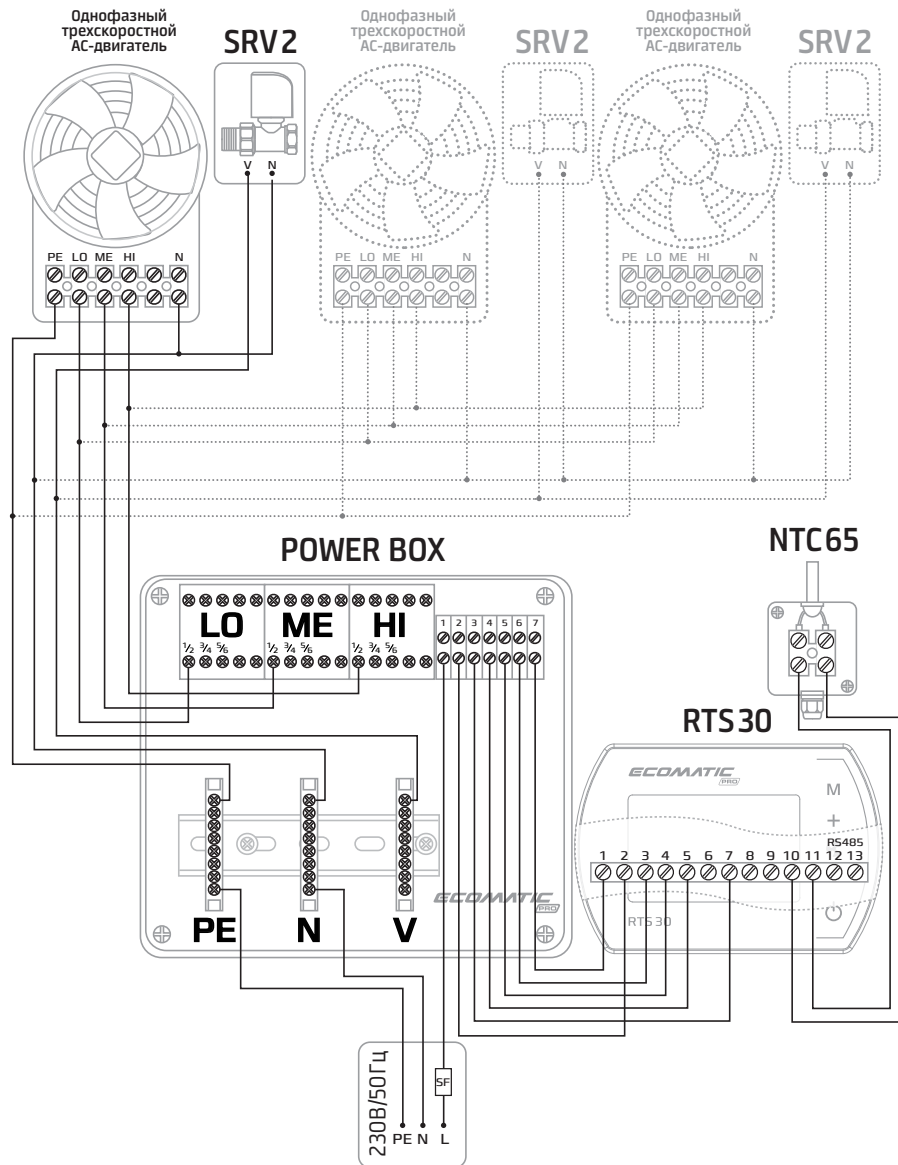 Однофазный
трехскоростной
АС-двигатель
SRV2
Однофазный
трехскоростной
АС-двигатель
SRV2
Однофазный
трехскоростной
АС-двигатель
SRV2
V N
V N
V N
PE LO ME HI N
PE LO ME HI N
PE LO ME HI N
POWER BOX
NTC65
LO ME HI
1 2 3 4 5 6 7
½ ¾ ⅚ ½ ¾ ⅚ ½ ¾ ⅚
RTS30
ECOMATIC
PRO
M
+
RS485
1 2 3 4 5 6 7 8 9 10 11 12 13
RTS30
ECOMATIC
PRO
PE N V
230В/50Гц
SF
PE N L